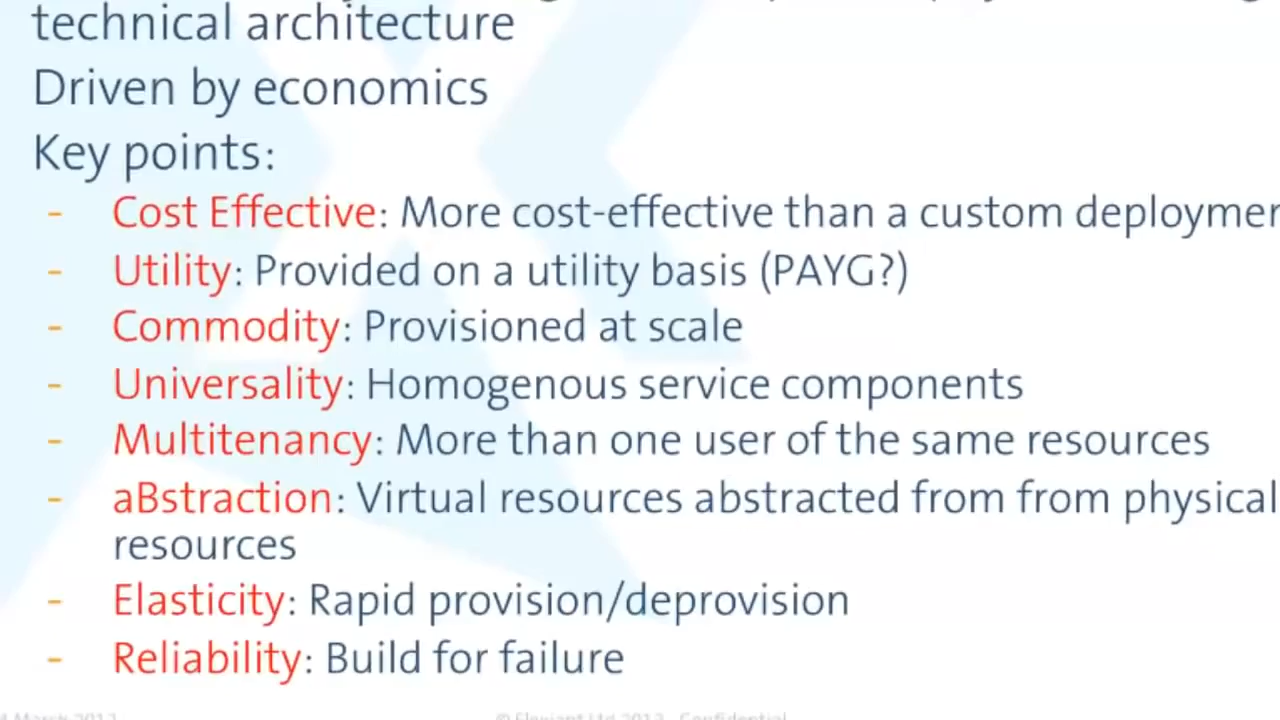 technical architecture
Driven by economics
Key points:
- Cost Effective: More cost-effective than a custom
- Utility: Provided on a utility basis (PAYG?)
- Commodity: Provisioned at scale
- Universality: Homogenous service components
- Multitenancy: More than one user of the same resources
- aBstraction: Virtual resources abstracted from from physical
resources
- Elasticity: Rapid provision/deprovision
- Reliability: Build for failure